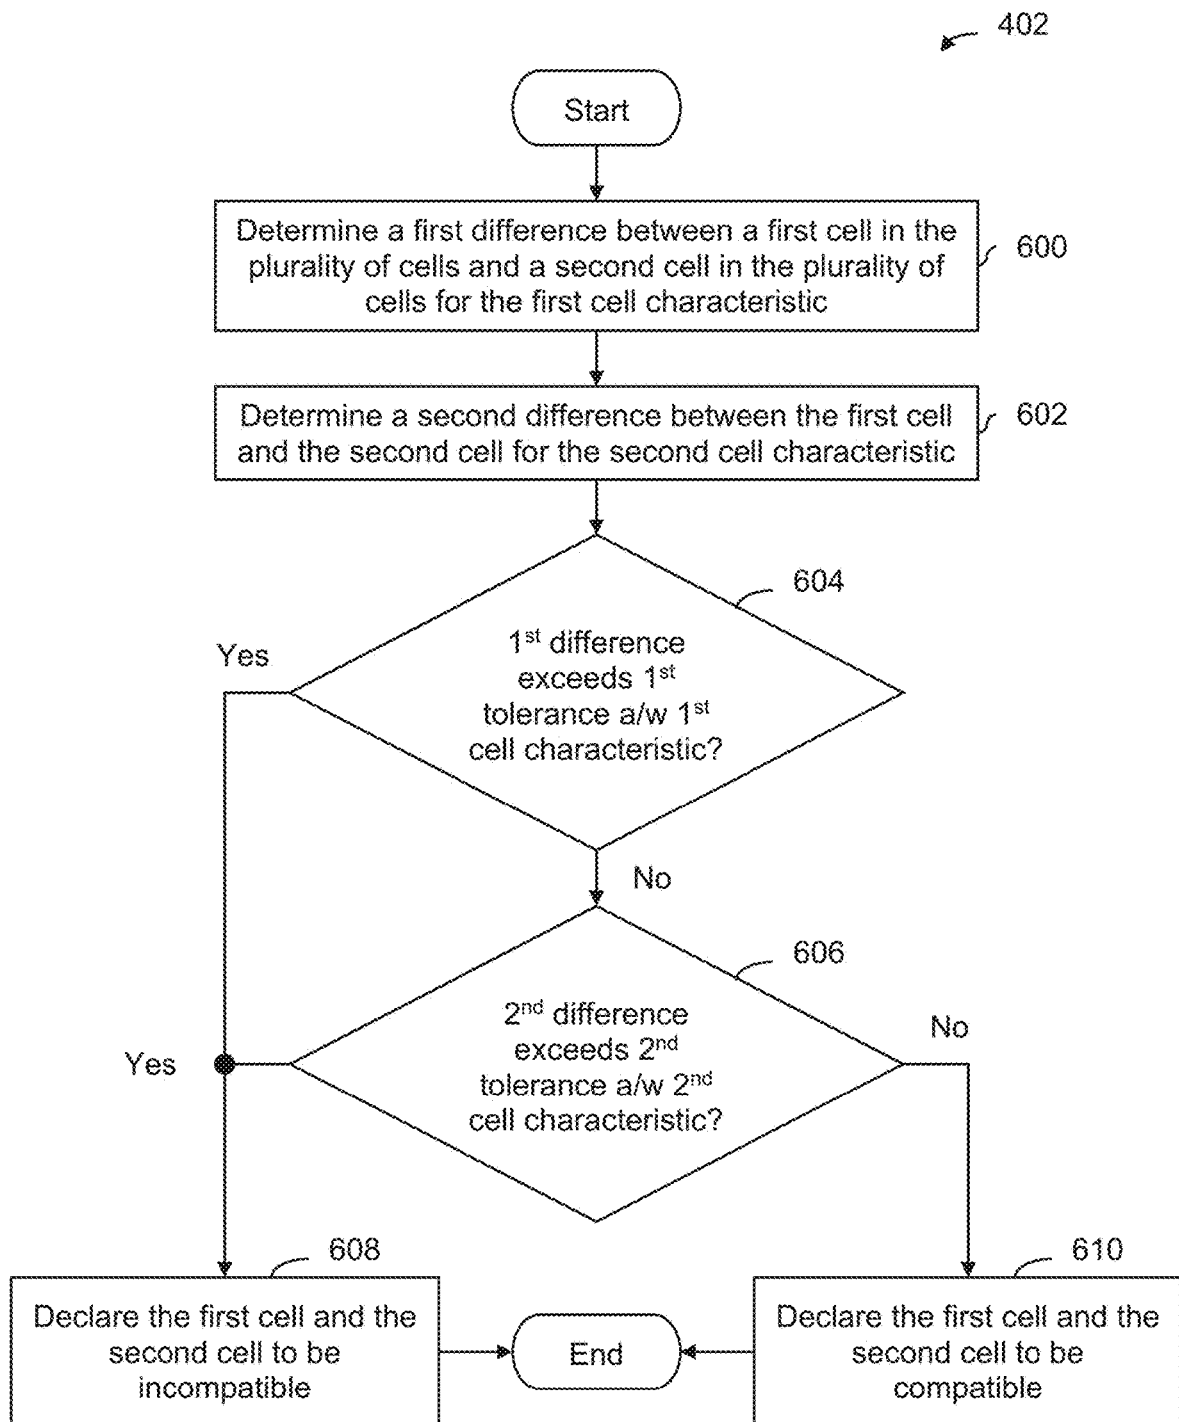 402
Start
Determine a first difference between a first cell in the
plurality of cells and a second cell in the plurality of
cells for the first cell characteristic
600
Determine a second difference between the first cell
and the second cell for the second cell characteristic
602
604
1st difference
exceeds 1st
tolerance a/w 1st
cell characteristic?
Yes
No
606
2nd difference
exceeds 2nd
tolerance a/w 2nd
cell characteristic?
Yes
No
608
Declare the first cell and the
second cell to be
incompatible
End
610
Declare the first cell and the
second cell to be
compatible